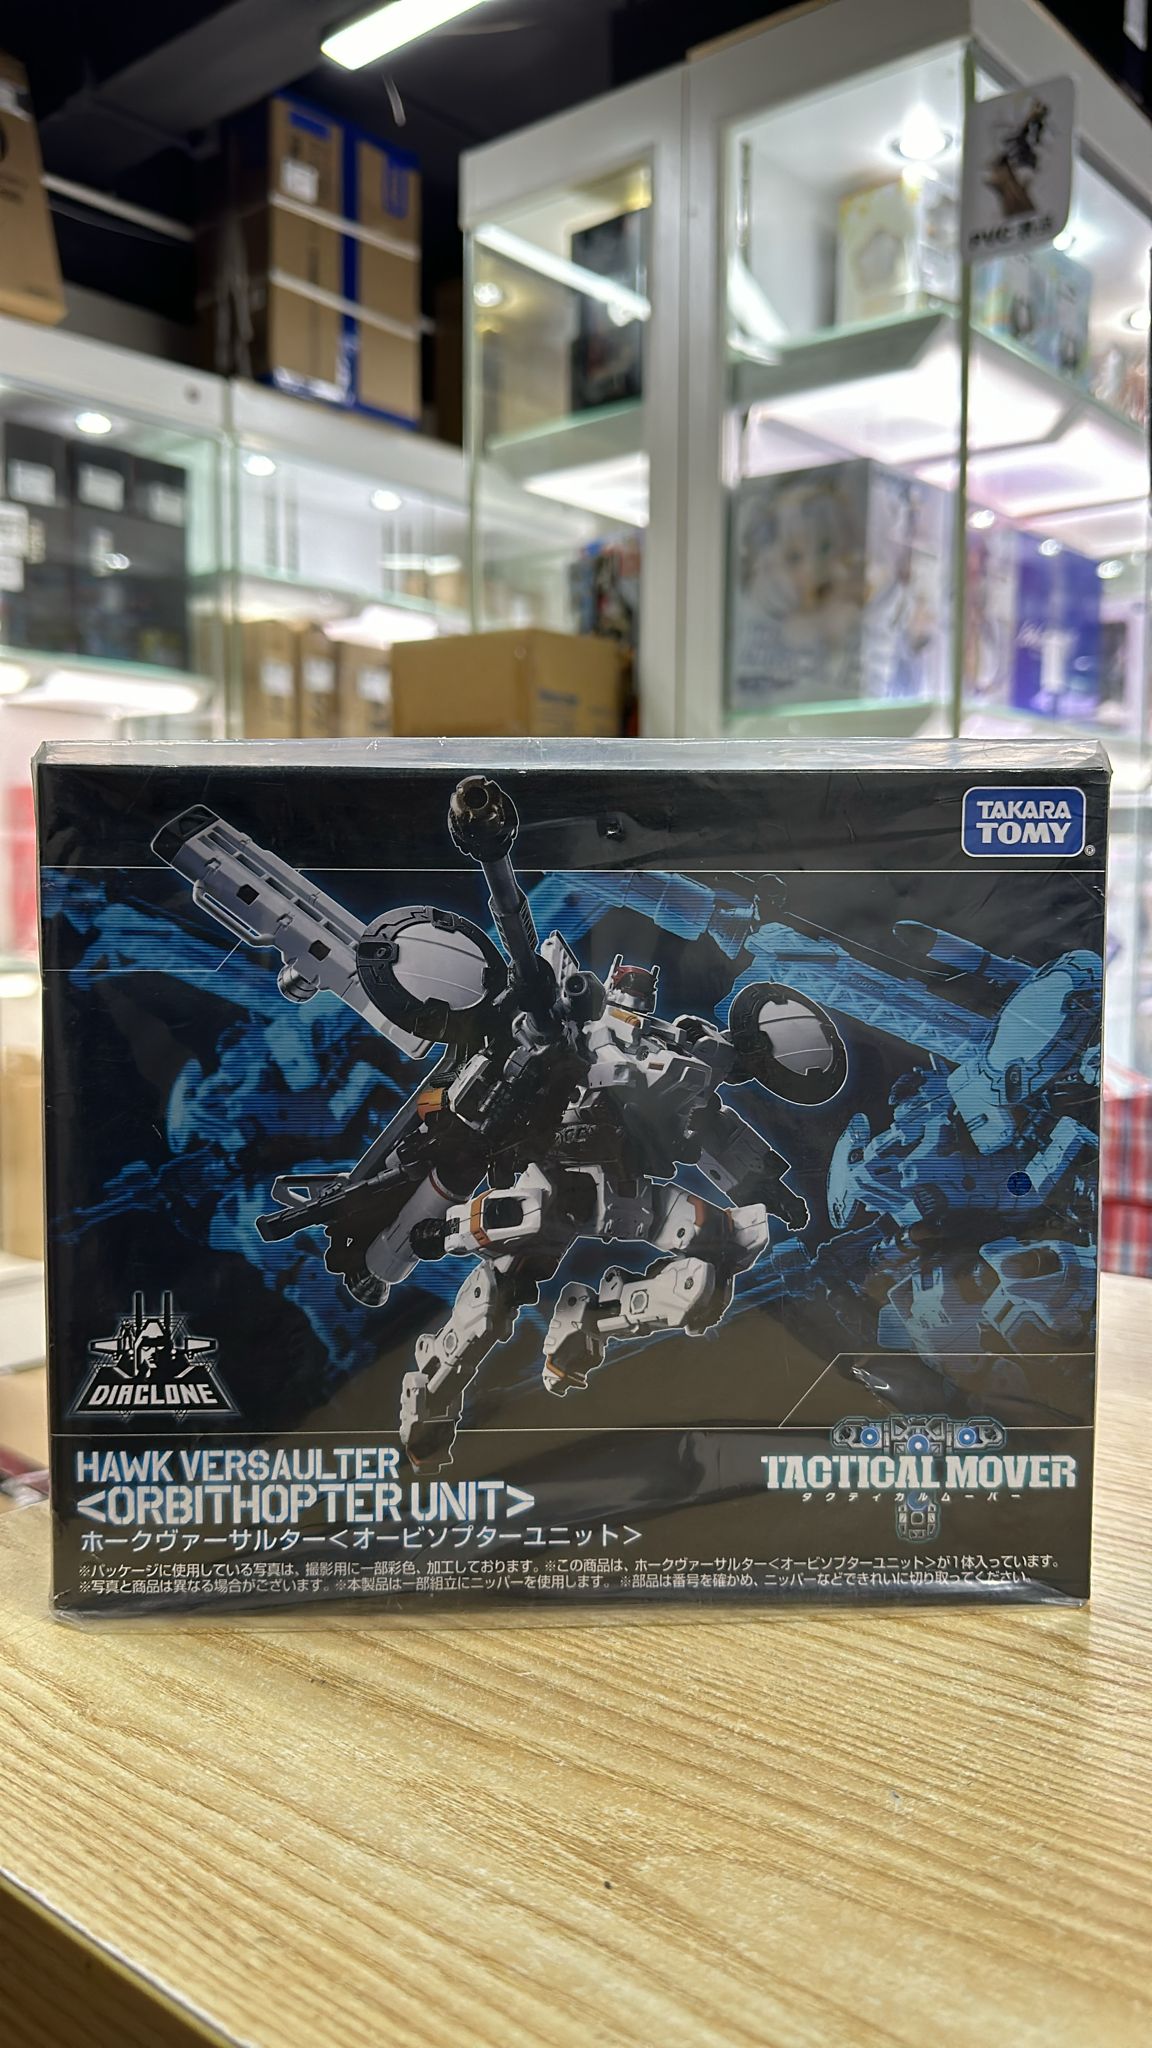 TAKARA
TOMY
DIACLONE
HAWK VERSAULTER
<ORBITHOPTER UNIT>
ホークヴァーサルター<オービソプターユニット>
TACTICAL MOVER
タクティカルムーバー
※パッケージに使用している写真は、撮影用に一部彩色、加工しております。※この商品は、ホークヴァーサルター<オービソプターユニット>が1体入っています。
※写真と商品は異なる場合がございます。※本製品は一部組立にニッパーを使用します。 ※部品は番号を確かめ、ニッパーなどできれいに切り取ってください。